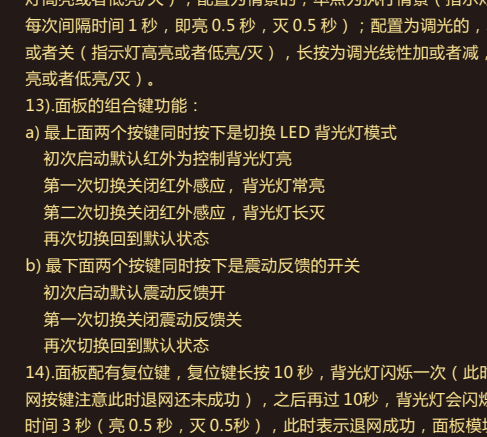 灯高亮或者低亮/灭），配置为情景的，单点为执行情景（指示灯
每次间隔时间 1 秒，即亮 0.5 秒，灭 0.5 秒）；配置为调光的，
或者关（指示灯高亮或者低亮/灭），长按为调光线性加或者减，
亮或者低亮/灭）。
13).面板的组合键功能：
a) 最上面两个按键同时按下是切换 LED 背光灯模式
初次启动默认红外为控制背光灯亮
第一次切换关闭红外感应，背光灯常亮
第二次切换关闭红外感应，背光灯长灭
再次切换回到默认状态
b) 最下面两个按键同时按下是震动反馈的开关
初次启动默认震动反馈开
第一次切换关闭震动反馈关
再次切换回到默认状态
14).面板配有复位键，复位键长按 10 秒，背光灯闪烁一次（此时
网按键注意此时退网还未成功），之后再过 10秒，背光灯会闪烁
时间 3 秒（亮 0.5 秒，灭 0.5秒），此时表示退网成功，面板模块